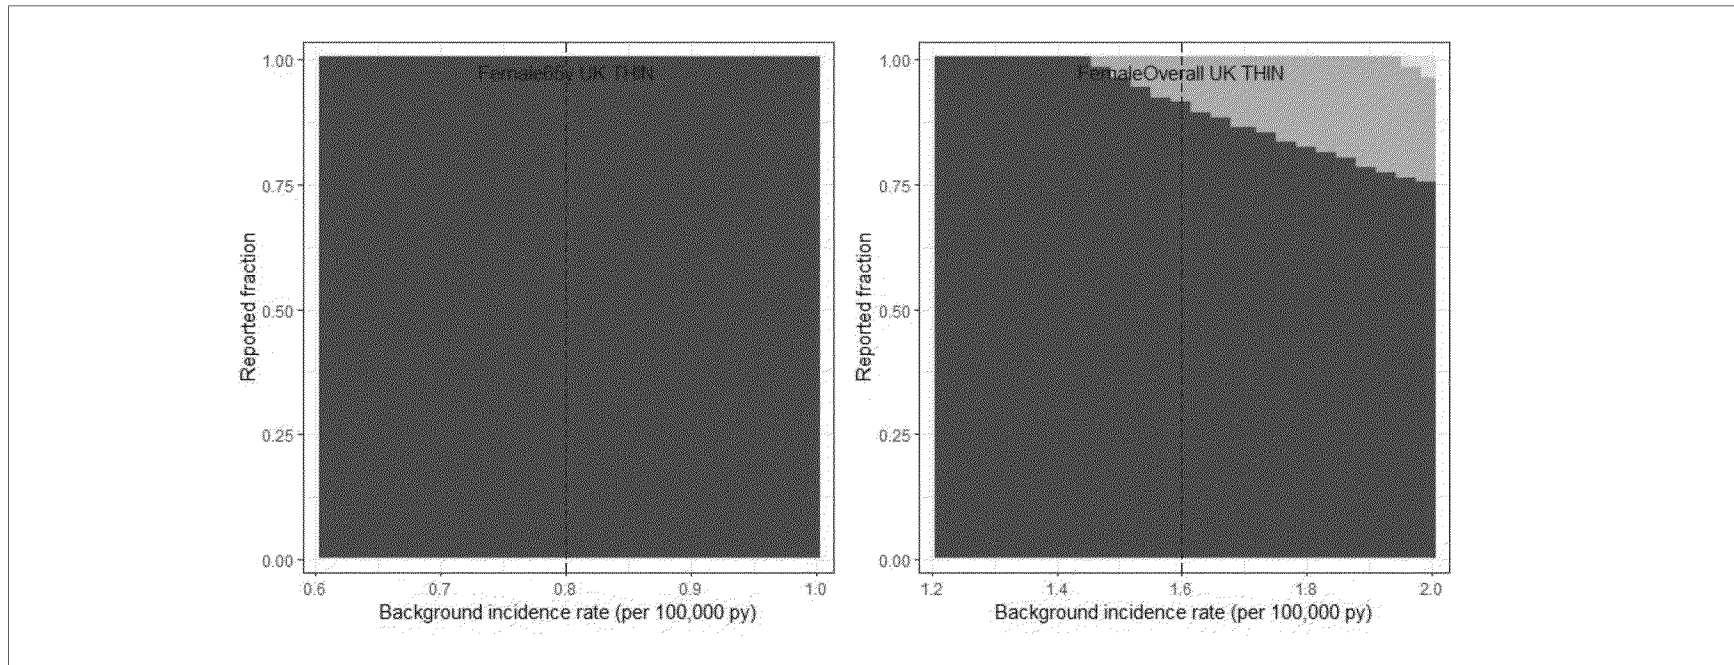 Female65y UK THIN
1.00
0.75
0.50
0.25
0.00
Reported fraction
0.6 0.7 0.8 0.9 1.0
Background incidence rate (per 100,000 py)
FemaleOverall UK THIN
1.00
0.75
0.50
0.25
0.00
Reported fraction
1.2 1.4 1.6 1.8 2.0
Background incidence rate (per 100,000 py)